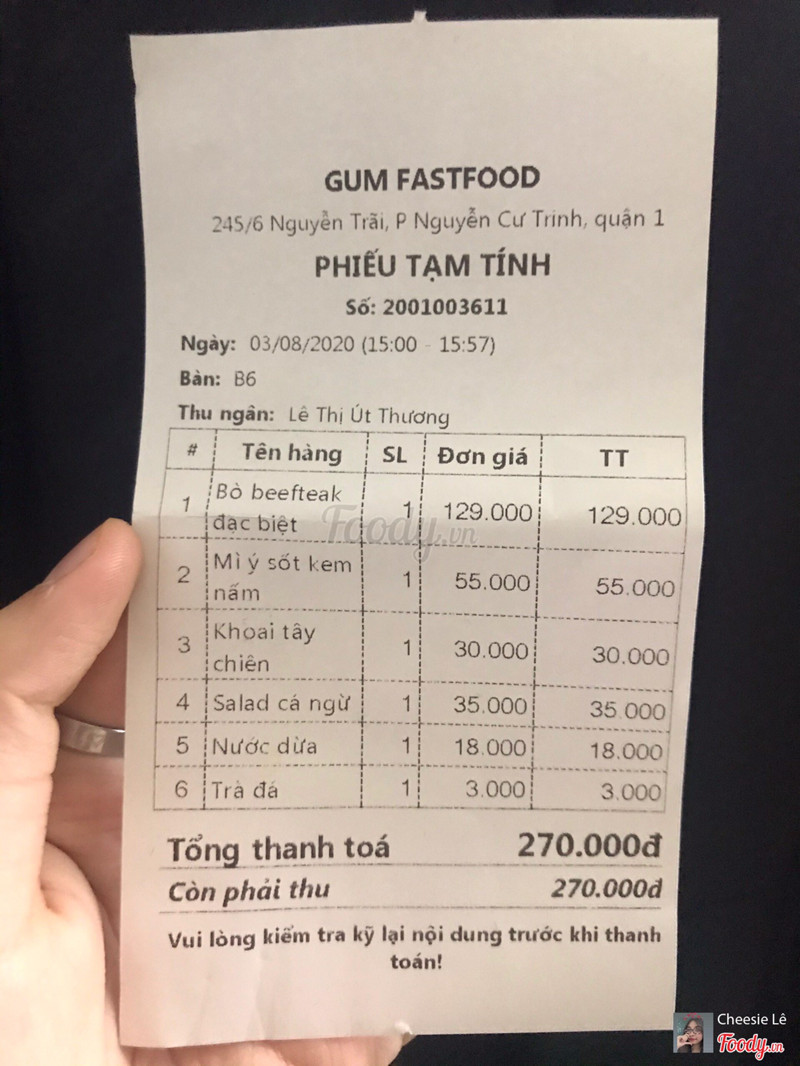 GUM FASTFOOD
245/6 Nguyễn Trãi, P Nguyễn Cư Trinh, quận 1
PHIẾU TẠM TÍNH
Số: 2001003611
Ngày: 03/08/2020 (15:00 - 15:57)
Bàn: B6
Thu ngân: Lê Thị Út Thương
# Tên hàng SL Đơn giá TT
1 Bò beefteak đạc biệt 1 129.000 129.000
2 Mì ý sốt kem nấm 1 55.000 55.000
3 Khoai tây chiên 1 30.000 30.000
4 Salad cá ngừ 1 35.000 35.000
5 Nước dừa 1 18.000 18.000
6 Trà đá 1 3.000 3.000
Tổng thanh toá 270.000đ
Còn phải thu 270.000đ
Vui lòng kiểm tra kỹ lại nội dung trước khi thanh
toán!
Foody.vn
Cheesie Lê
Foody.vn